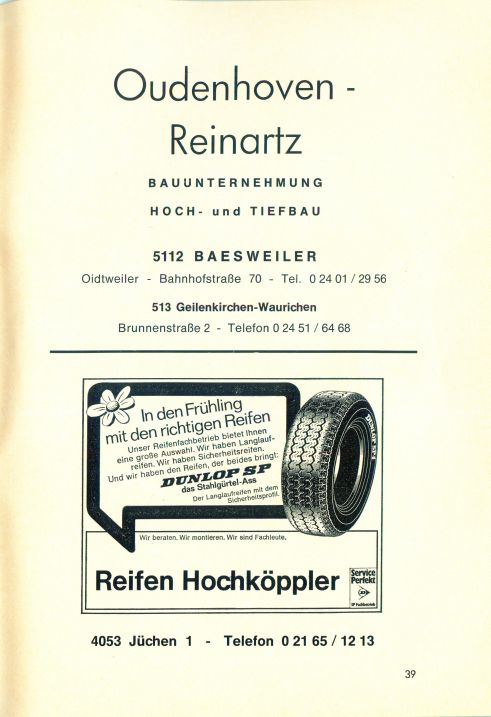 Oudenhoven -
Reinartz
BAUUNTERNEHMUNG
HOCH- und TIEFBAU
5112 BAESWEILER
Oidtweiler - Bahnhofstraße 70 - Tel. 0 24 01 / 29 56
513 Geilenkirchen-Waurichen
Brunnenstraße 2 - Telefon 0 24 51 / 64 68
In den Frühling
mit den richtigen Reifen
Unser Reifenfachbetrieb bietet Ihnen
eine große Auswahl. Wir haben Langlauf-
reifen. Wir haben Sicherheitsreifen.
Und wir haben den Reifen, der beides bringt:
DUNLOP SP
das Stahlgürtel-Ass
Der Langlaufreifen mit dem
Sicherheitsprofil.
DUNLOP SP
Wir beraten. Wir montieren. Wir sind Fachleute.
Reifen Hochköppler
Service
Perfekt
SP Fachbetrieb
4053 Jüchen 1 - Telefon 0 21 65 / 12 13
39